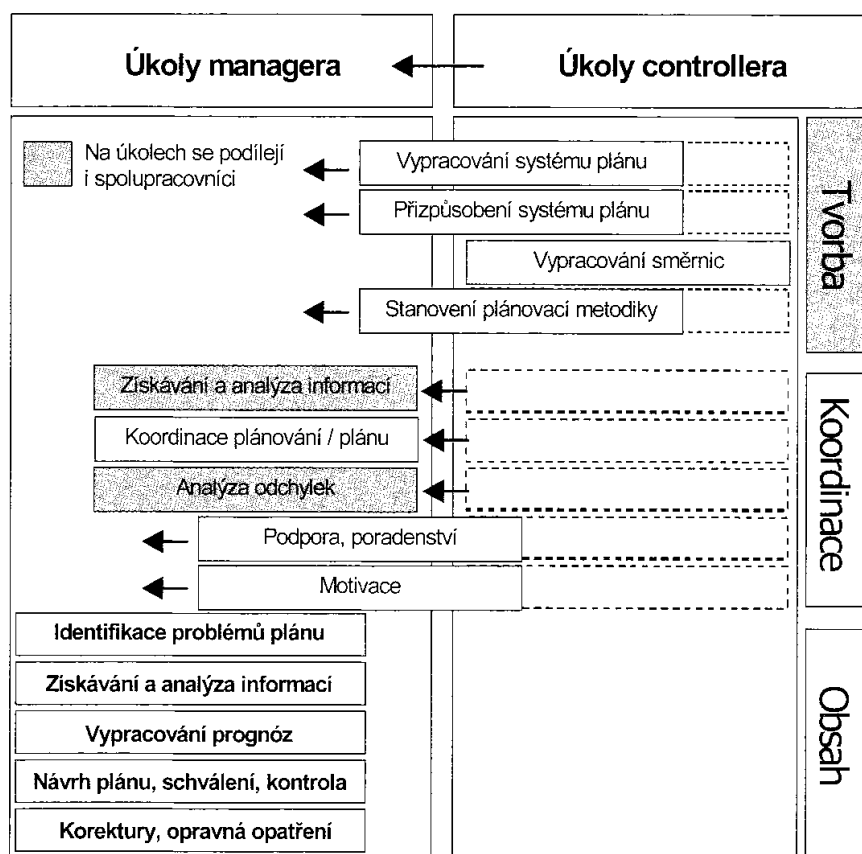 Úkoly managera
Úkoly controllera
Na úkolech se podílejí
i spolupracovníci
Vypracování systému plánu
Přizpůsobení systému plánu
Vypracování směrnic
Stanovení plánovací metodiky
Tvorba
Získávání a analýza informací
Koordinace plánování / plánu
Analýza odchylek
Podpora, poradenství
Motivace
Koordinace
Identifikace problémů plánu
Získávání a analýza informací
Vypracování prognóz
Návrh plánu, schválení, kontrola
Korektury, opravná opatření
Obsah